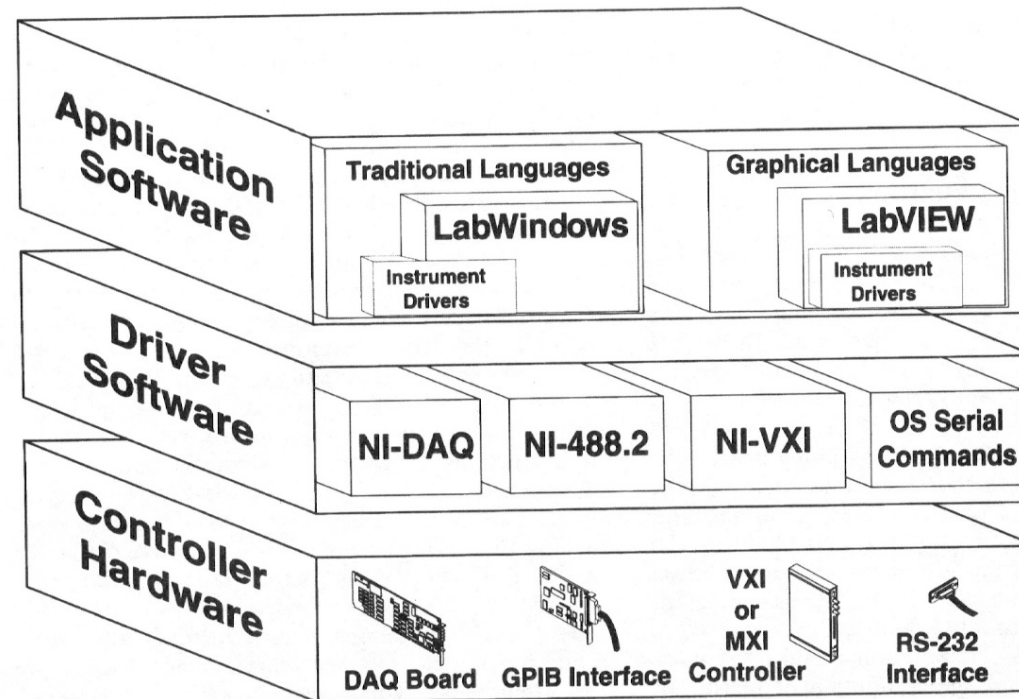 Application
Software
Traditional Languages
LabWindows
Instrument
Drivers
Graphical Languages
LabVIEW
Instrument
Drivers
Driver
Software
NI-DAQ
NI-488.2
NI-VXI
OS Serial
Commands
Controller
Hardware
DAQ Board
GPIB Interface
VXI
or
MXI
Controller
RS-232
Interface